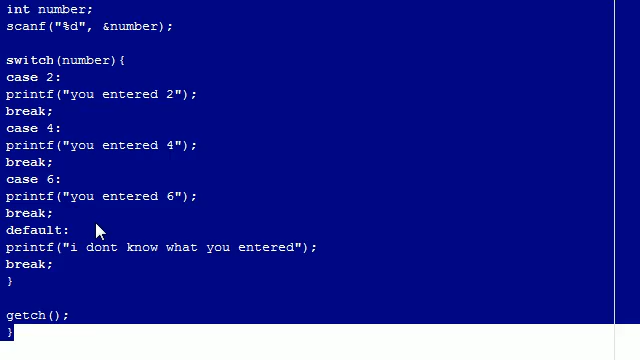 int number;
scanf("%d", &number);
switch(number){
case 2:
printf("you entered 2");
break;
case 4:
printf("you entered 4");
break;
case 6:
printf("you entered 6");
break;
default:
printf("i dont know what you entered");
break;
}
getch();
}